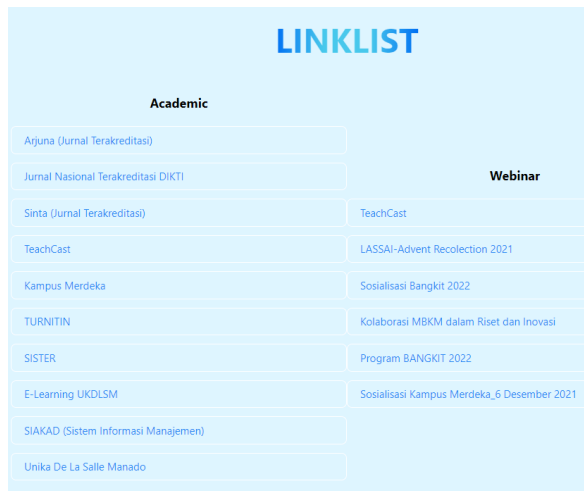 LINKLIST
Academic
Arjuna (Jurnal Terakreditasi)
Jurnal Nasional Terakreditasi DIKTI
Sinta (Jurnal Terakreditasi)
TeachCast
Kampus Merdeka
TURNITIN
SISTER
E-Learning UKDLSM
SIAKAD (Sistem Informasi Manajemen)
Unika De La Salle Manado
Webinar
TeachCast
LASSAI-Advent Recolection 2021
Sosialisasi Bangkit 2022
Kolaborasi MBKM dalam Riset dan Inovasi
Program BANGKIT 2022
Sosialisasi Kampus Merdeka_6 Desember 2021